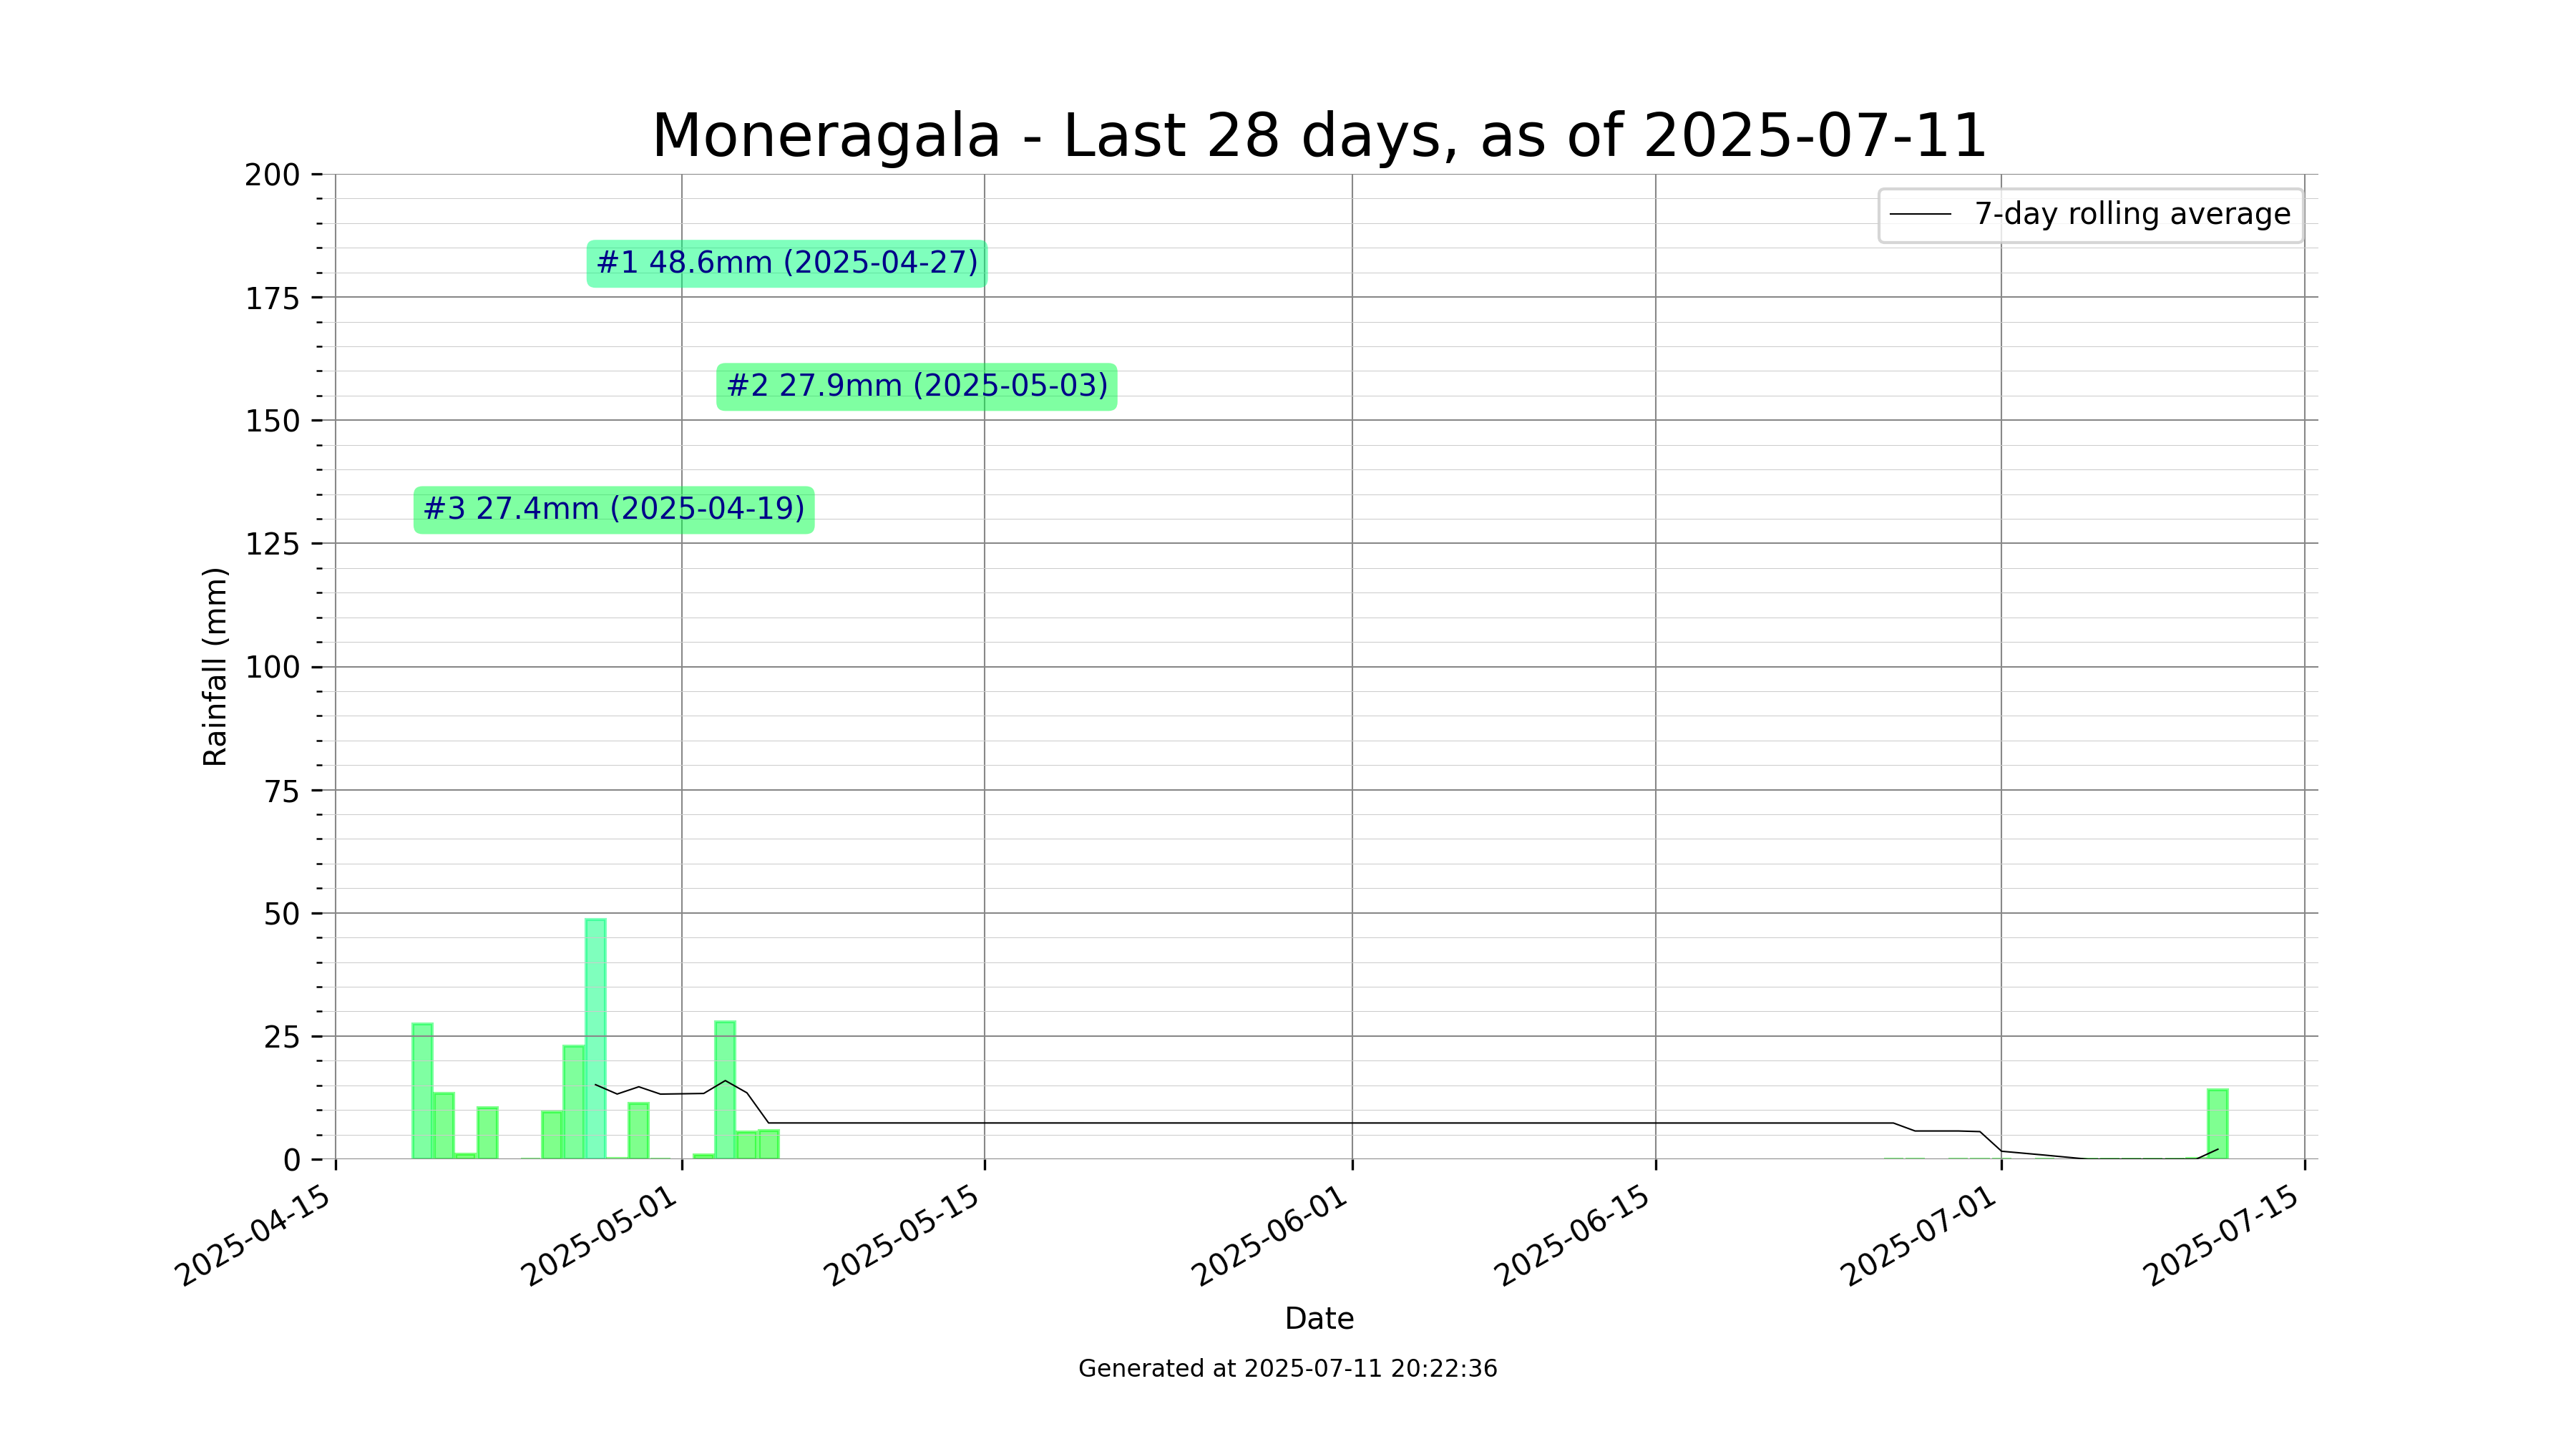 Moneragala - Last 28 days, as of 2025-07-11
200
175
150
125
100
75
50
25
0
Rainfall (mm)
7-day rolling average
#1 48.6mm (2025-04-27)
#2 27.9mm (2025-05-03)
#3 27.4mm (2025-04-19)
2025-04-15
2025-05-01
2025-05-15
2025-06-01
2025-06-15
2025-07-01
2025-07-15
Date
Generated at 2025-07-11 20:22:36